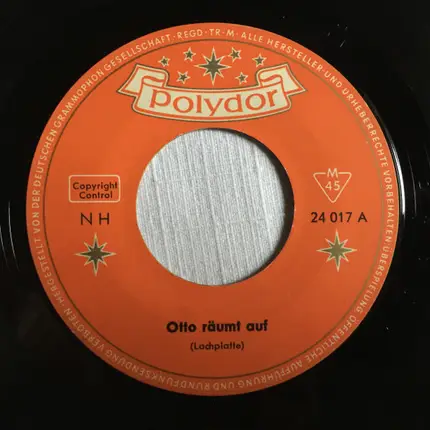 HERGESTELLT VON DER DEUTSCHEN GRAMMOPHON GESELLSCHAFT · REGD·TR·M · ALLE HERSTELLER- UND URHEBERRECHTE VORBEHALTEN ÜBERSPIELUNG, ÖFFENTLICHE AUFFÜHRUNG UND RUNDFUNKSENDUNG VERBOTEN
polydor
Copyright
Control
M
45
N H
24 017 A
Otto räumt auf
(Lachplatte)